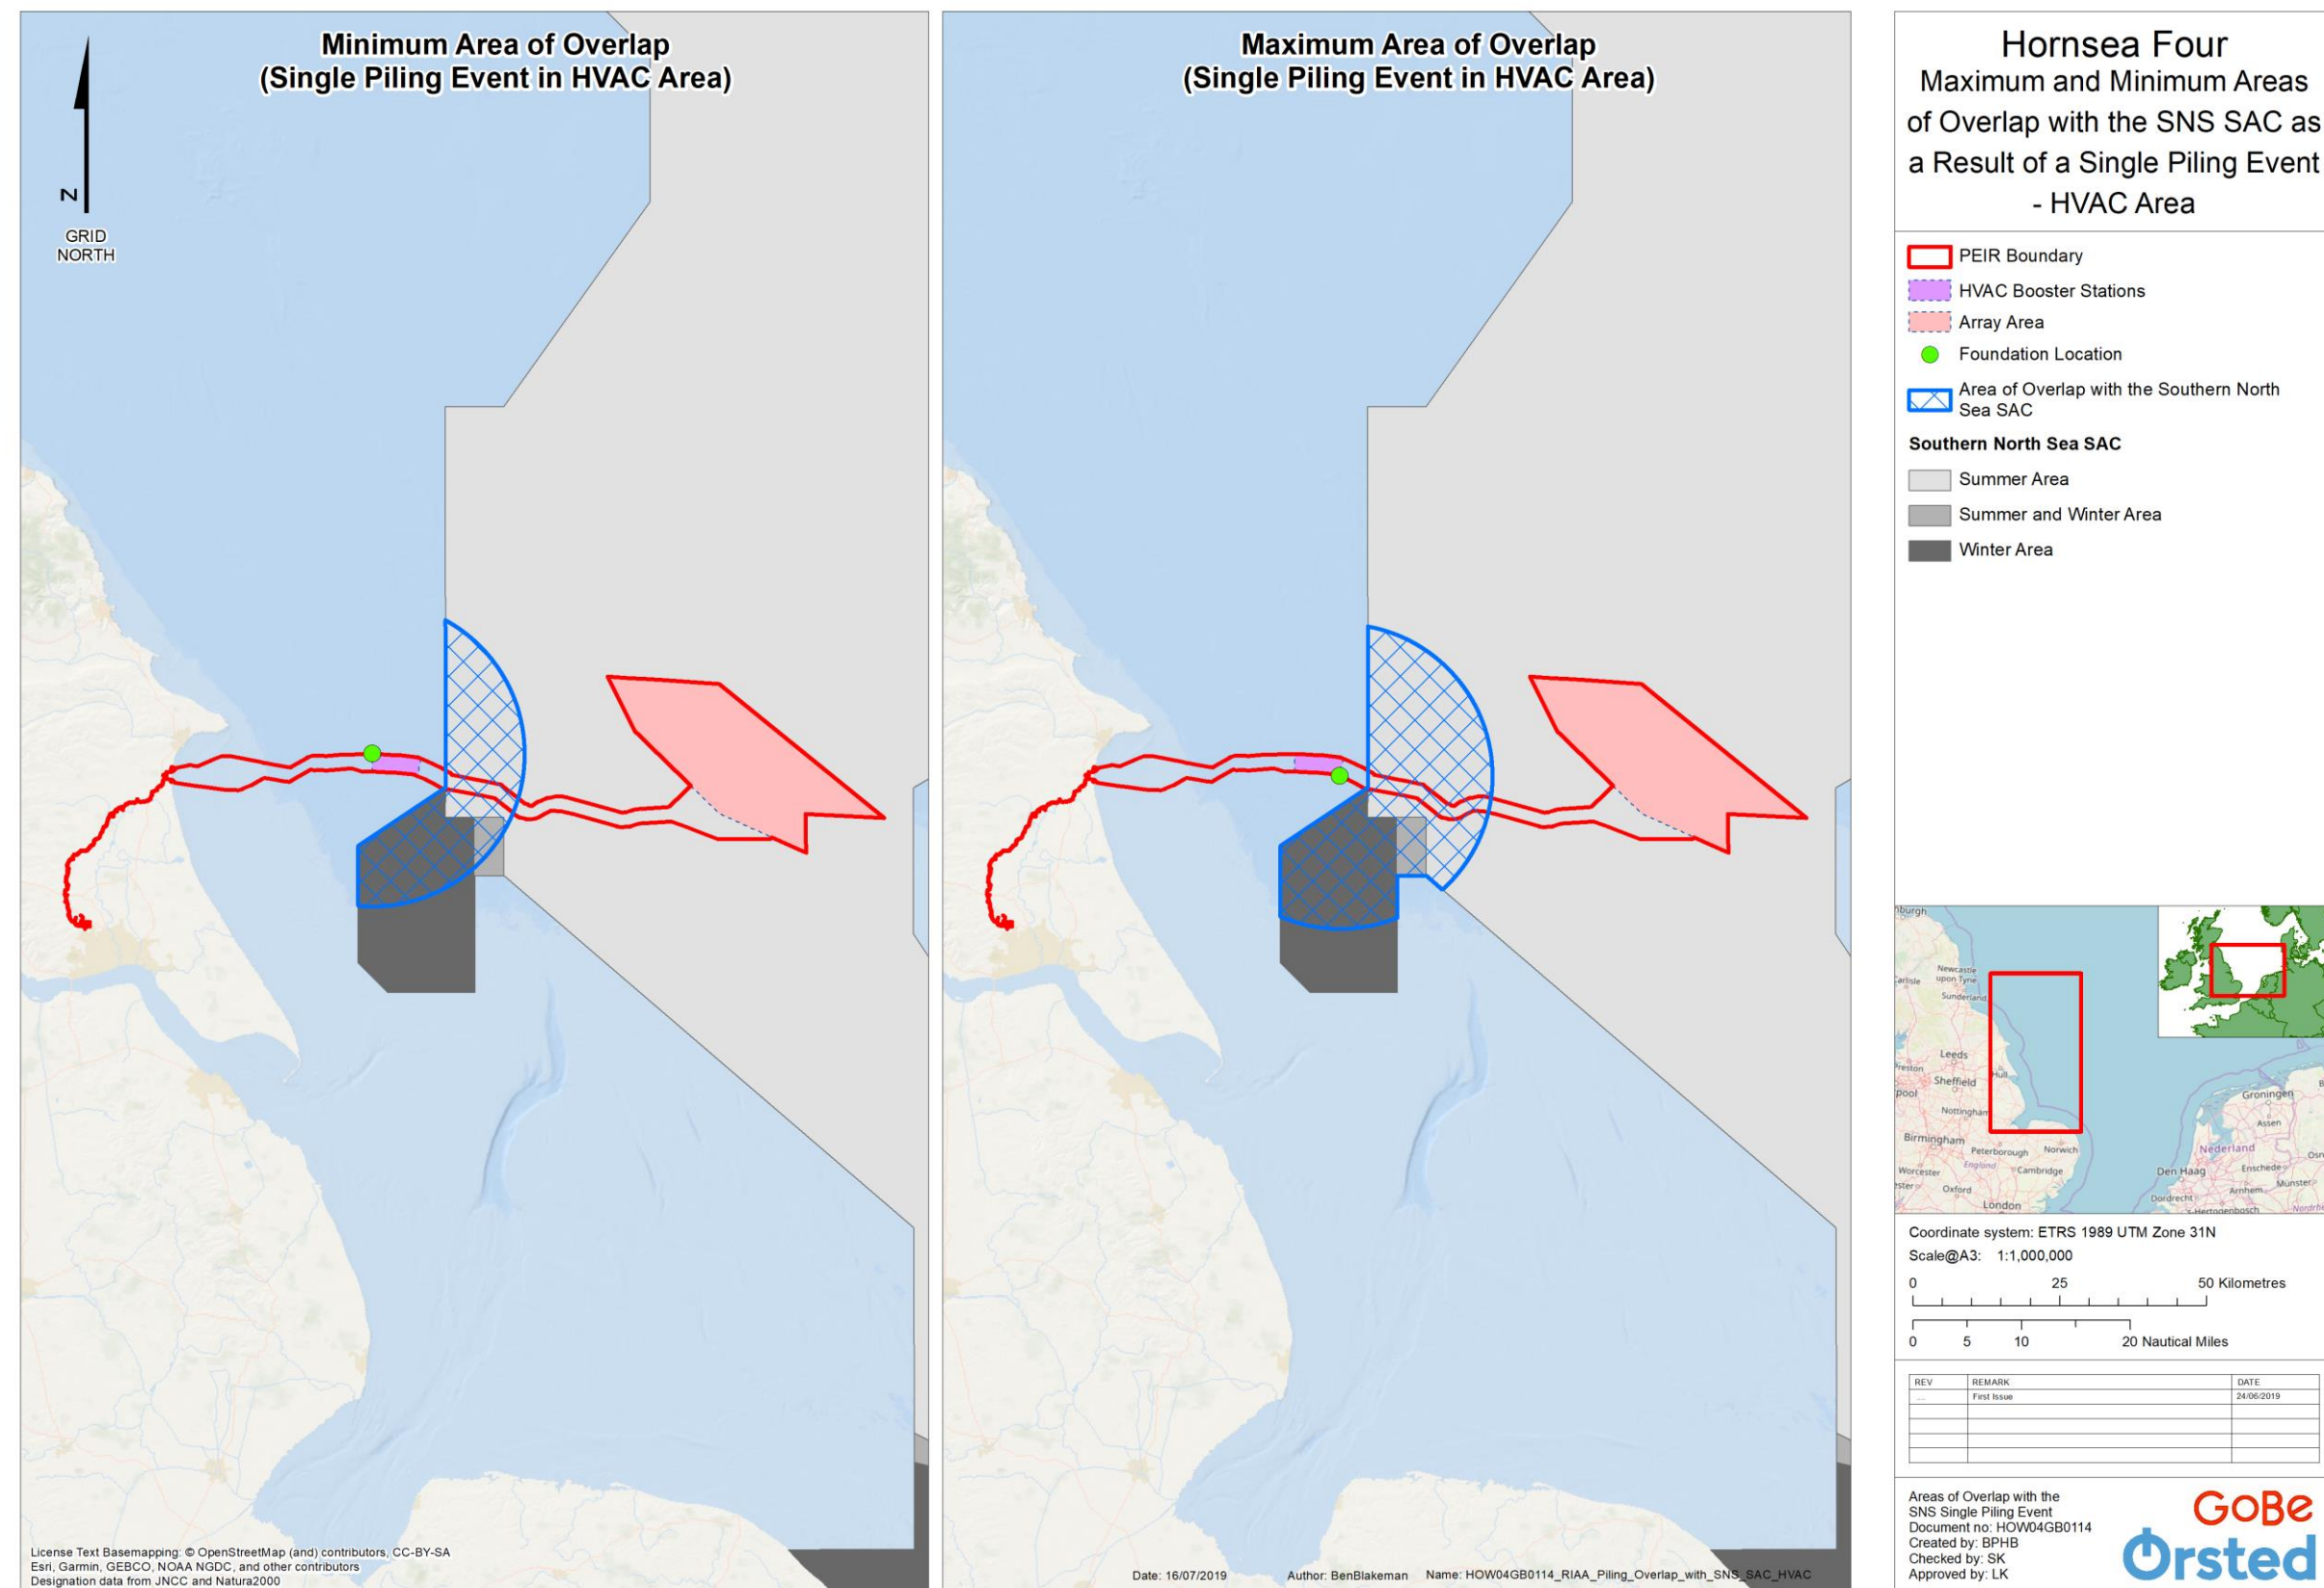 Minimum Area of Overlap
(Single Piling Event in HVAC Area)
N
GRID
NORTH
License Text Basemapping: © OpenStreetMap (and) contributors, CC-BY-SA
Esri, Garmin, GEBCO, NOAA NGDC, and other contributors
Designation data from JNCC and Natura2000
Maximum Area of Overlap
(Single Piling Event in HVAC Area)
Date: 16/07/2019 Author: BenBlakeman Name: HOW04GB0114_RIAA_Piling_Overlap_with_SNS_SAC_HVAC
Hornsea Four
Maximum and Minimum Areas
of Overlap with the SNS SAC as
a Result of a Single Piling Event
- HVAC Area
PEIR Boundary
HVAC Booster Stations
Array Area
Foundation Location
Area of Overlap with the Southern North
Sea SAC
Southern North Sea SAC
Summer Area
Summer and Winter Area
Winter Area
nburgh
Newcastle
upon Tyne
Carlisle
Sunderland
Leeds
Preston
Sheffield
Hull
pool
Nottingham
Birmingham
Peterborough
Norwich
England
Cambridge
Worcester
Oxford
London
Groningen
Assen
Nederland
Den Haag
Enschede
Arnhem
Münster
Dordrecht
's-Hertogenbosch
Coordinate system: ETRS 1989 UTM Zone 31N
Scale@A3: 1:1,000,000
0 25 50 Kilometres
0 5 10 20 Nautical Miles
REV REMARK DATE
First Issue 24/06/2019
Areas of Overlap with the
SNS Single Piling Event
Document no: HOW04GB0114
Created by: BPHB
Checked by: SK
Approved by: LK
GoBe
Orsted